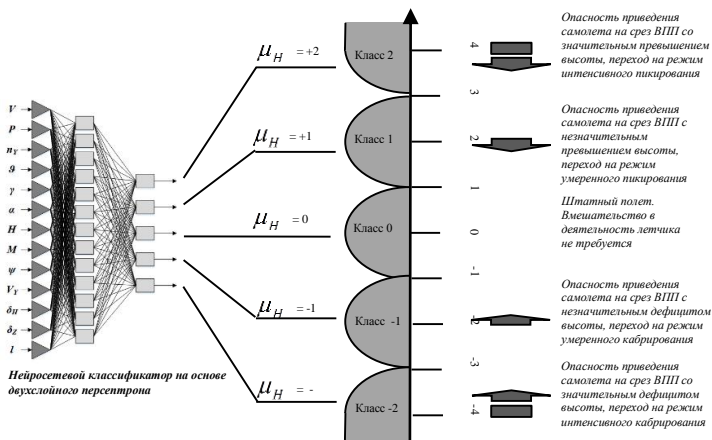 V
P
n_Y
ϑ
γ
α
H
M
ψ
V_Y
δ_H
δ_Z
l
Нейросетевой классификатор на основе
двухслойного персептрона
μ_H = +2
μ_H = +1
μ_H = 0
μ_H = -1
μ_H = -
Класс 2
Класс 1
Класс 0
Класс -1
Класс -2
4
3
2
1
0
-1
-2
-3
-4
Опасность приведения
самолета на срез ВПП со
значительным превышением
высоты, переход на режим
интенсивного пикирования
Опасность приведения
самолета на срез ВПП с
незначительным
превышением высоты,
переход на режим
умеренного пикирования
Штатный полет.
Вмешательство в
деятельность летчика
не требуется
Опасность приведения
самолета на срез ВПП с
незначительным дефицитом
высоты, переход на режим
умеренного кабрирования
Опасность приведения
самолета на срез ВПП со
значительным дефицитом
высоты, переход на режим
интенсивного кабрирования